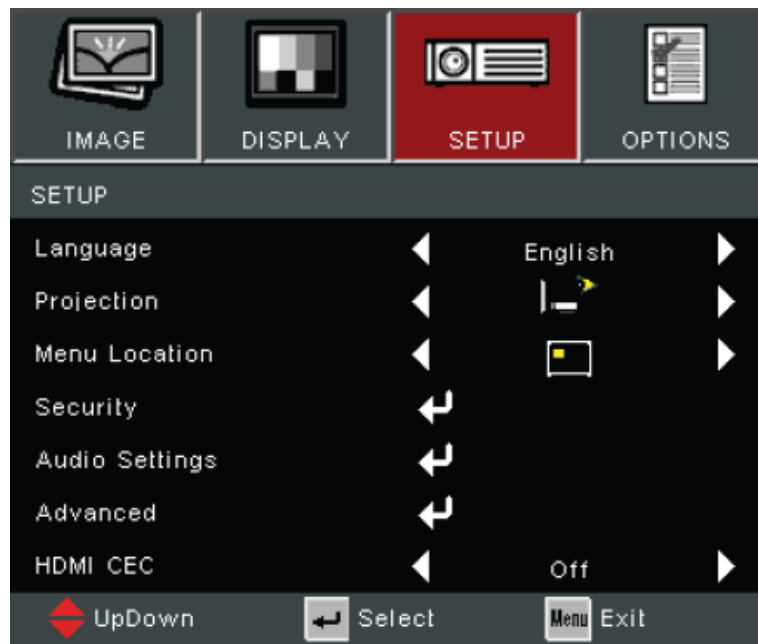 IMAGE DISPLAY SETUP OPTIONS
SETUP
Language English
Projection
Menu Location
Security
Audio Settings
Advanced
HDMI CEC Off
UpDown Select Menu Exit